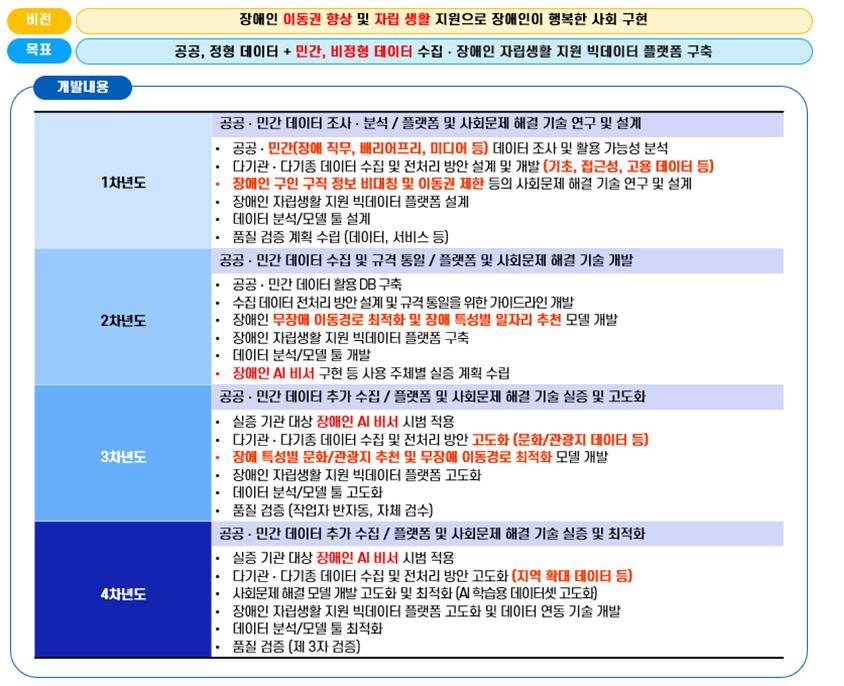 비전
장애인 이동권 향상 및 자립 생활 지원으로 장애인이 행복한 사회 구현
목표
공공, 정형 데이터 + 민간, 비정형 데이터 수집 · 장애인 자립생활 지원 빅데이터 플랫폼 구축
개발내용
1차년도
공공 · 민간 데이터 조사 · 분석 / 플랫폼 및 사회문제 해결 기술 연구 및 설계
• 공공 · 민간(장애 직무, 배리어프리, 미디어 등) 데이터 조사 및 활용 가능성 분석
• 다기관 · 다기종 데이터 수집 및 전처리 방안 설계 및 개발 (기초, 접근성, 고용 데이터 등)
• 장애인 구인 구직 정보 비대칭 및 이동권 제한 등의 사회문제 해결 기술 연구 및 설계
• 장애인 자립생활 지원 빅데이터 플랫폼 설계
• 데이터 분석/모델 툴 설계
• 품질 검증 계획 수립 (데이터, 서비스 등)
2차년도
공공 · 민간 데이터 수집 및 규격 통일 / 플랫폼 및 사회문제 해결 기술 개발
• 공공 · 민간 데이터 활용 DB 구축
• 수집 데이터 전처리 방안 설계 및 규격 통일을 위한 가이드라인 개발
• 장애인 무장애 이동경로 최적화 및 장애 특성별 일자리 추천 모델 개발
• 장애인 자립생활 지원 빅데이터 플랫폼 구축
• 데이터 분석/모델 툴 개발
• 장애인 AI 비서 구현 등 사용 주체별 실증 계획 수립
3차년도
공공 · 민간 데이터 추가 수집 / 플랫폼 및 사회문제 해결 기술 실증 및 고도화
• 실증 기관 대상 장애인 AI 비서 시범 적용
• 다기관 · 다기종 데이터 수집 및 전처리 방안 고도화 (문화/관광지 데이터 등)
• 장애 특성별 문화/관광지 추천 및 무장애 이동경로 최적화 모델 개발
• 장애인 자립생활 지원 빅데이터 플랫폼 고도화
• 데이터 분석/모델 툴 고도화
• 품질 검증 (작업자 반자동, 자체 검수)
4차년도
공공 · 민간 데이터 추가 수집 / 플랫폼 및 사회문제 해결 기술 실증 및 최적화
• 실증 기관 대상 장애인 AI 비서 시범 적용
• 다기관 · 다기종 데이터 수집 및 전처리 방안 고도화 (지역 확대 데이터 등)
• 사회문제 해결 모델 개발 고도화 및 최적화 (AI 학습용 데이터셋 고도화)
• 장애인 자립생활 지원 빅데이터 플랫폼 고도화 및 데이터 연동 기술 개발
• 데이터 분석/모델 툴 최적화
• 품질 검증 (제 3자 검증)